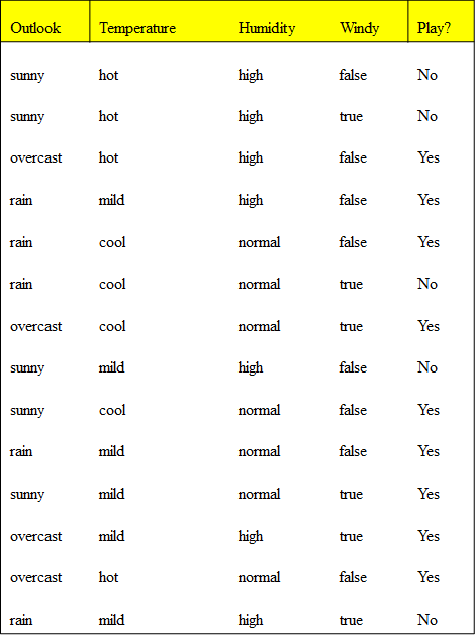 Outlook Temperature Humidity Windy Play?
sunny hot high false No
sunny hot high true No
overcast hot high false Yes
rain mild high false Yes
rain cool normal false Yes
rain cool normal true No
overcast cool normal true Yes
sunny mild high false No
sunny cool normal false Yes
rain mild normal false Yes
sunny mild normal true Yes
overcast mild high true Yes
overcast hot normal false Yes
rain mild high true No